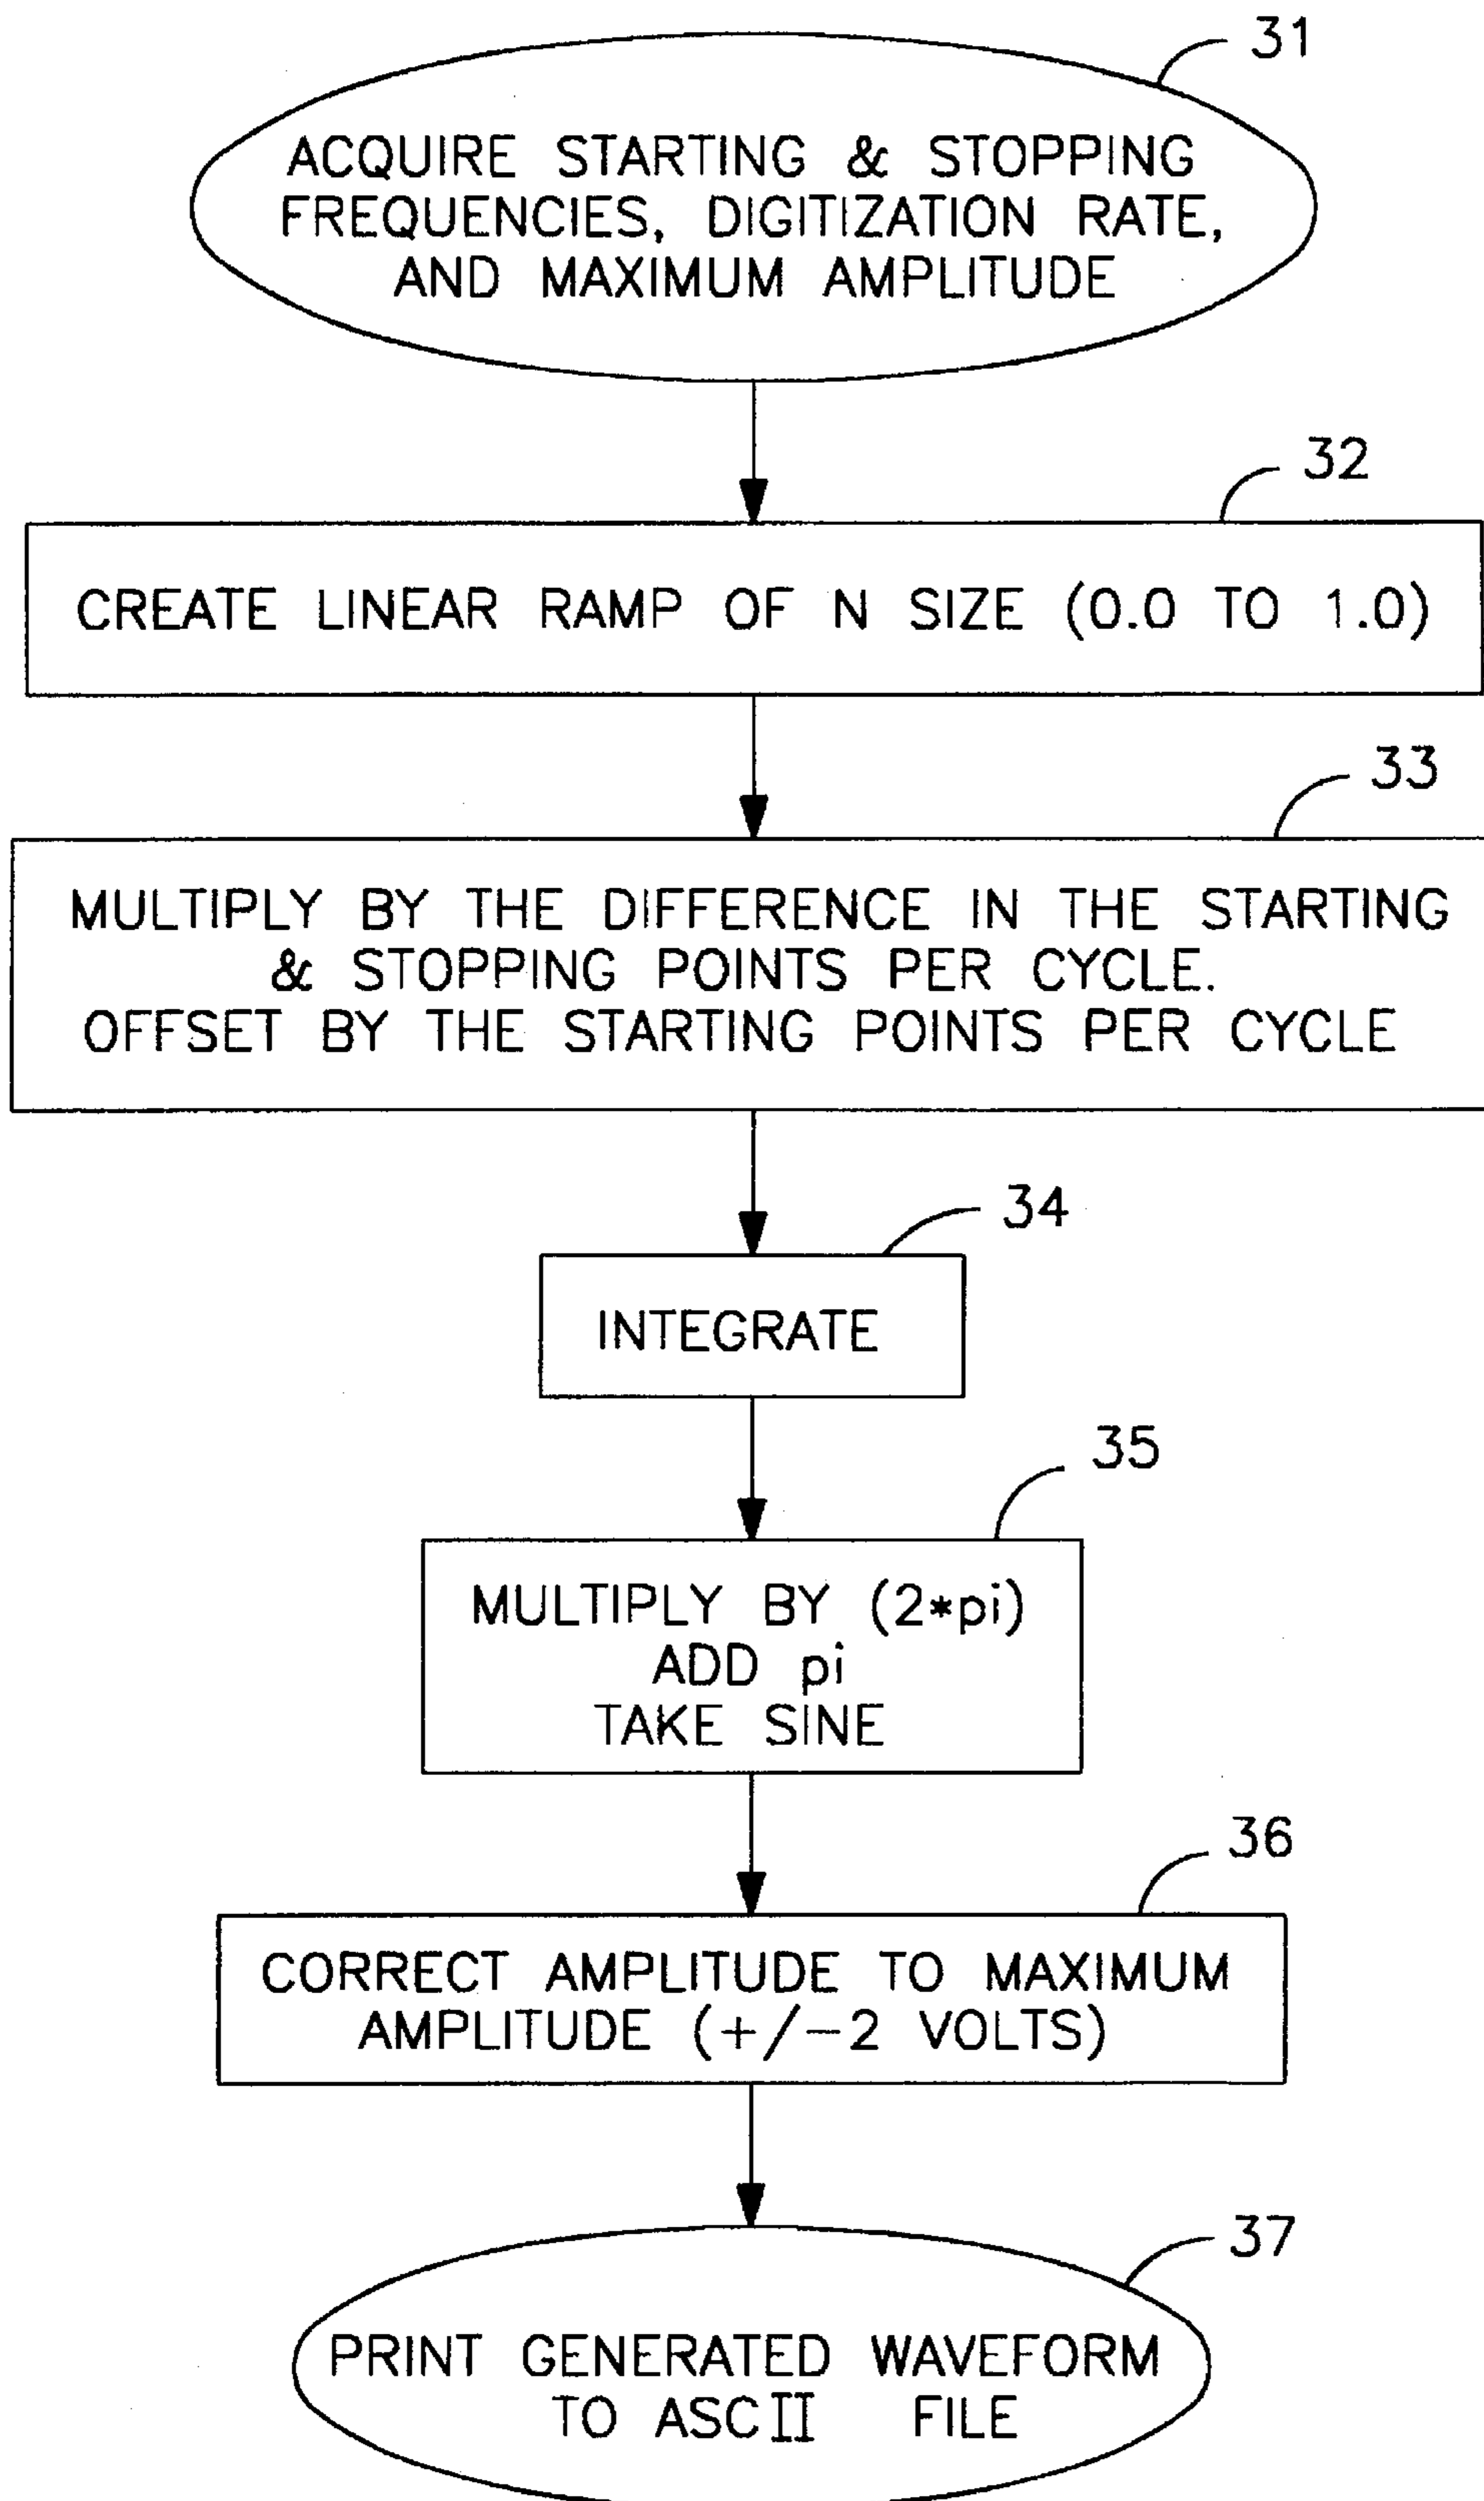 31
ACQUIRE STARTING & STOPPING
FREQUENCIES, DIGITIZATION RATE,
AND MAXIMUM AMPLITUDE
32
CREATE LINEAR RAMP OF N SIZE (0.0 TO 1.0)
33
MULTIPLY BY THE DIFFERENCE IN THE STARTING
& STOPPING POINTS PER CYCLE.
OFFSET BY THE STARTING POINTS PER CYCLE
34
INTEGRATE
35
MULTIPLY BY (2*pi)
ADD pi
TAKE SINE
36
CORRECT AMPLITUDE TO MAXIMUM
AMPLITUDE (+/-2 VOLTS)
37
PRINT GENERATED WAVEFORM
TO ASCII FILE